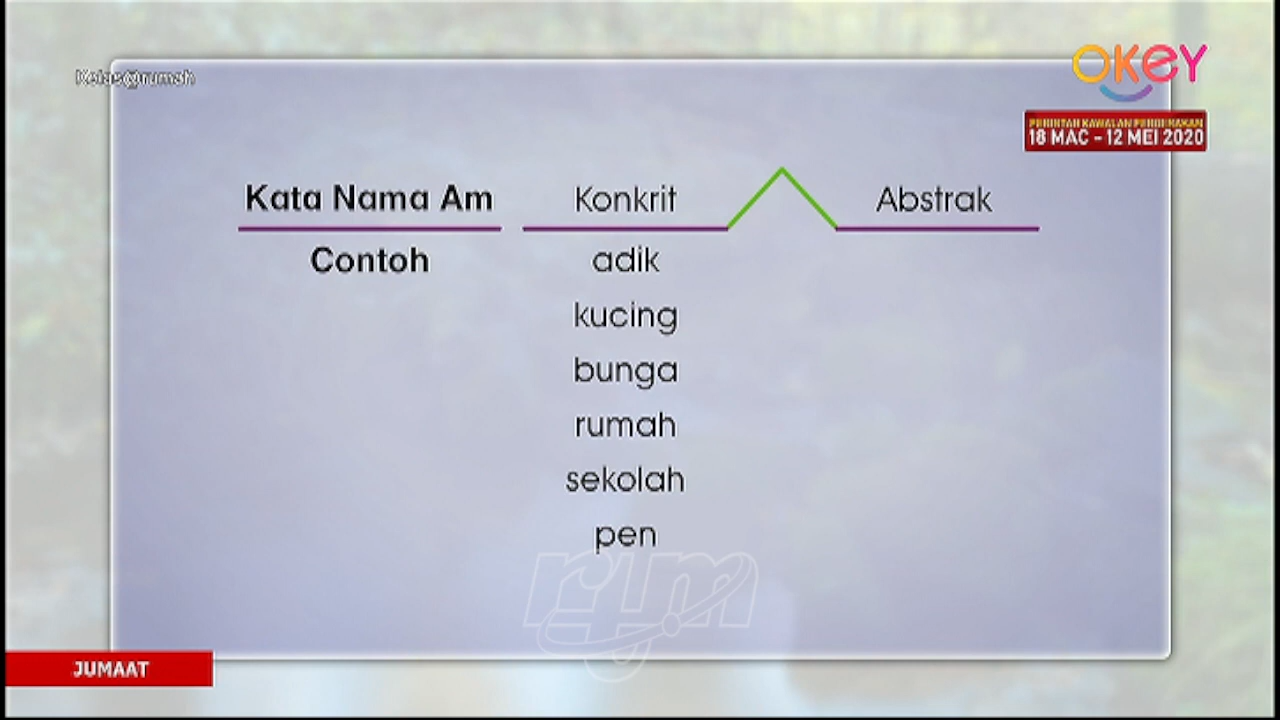 Kelas@rumah
OKEY
PERINTAH KAWALAN PERGERAKAN
18 MAC - 12 MEI 2020
Kata Nama Am Konkrit Abstrak
Contoh adik
kucing
bunga
rumah
sekolah
pen
rtm
JUMAAT